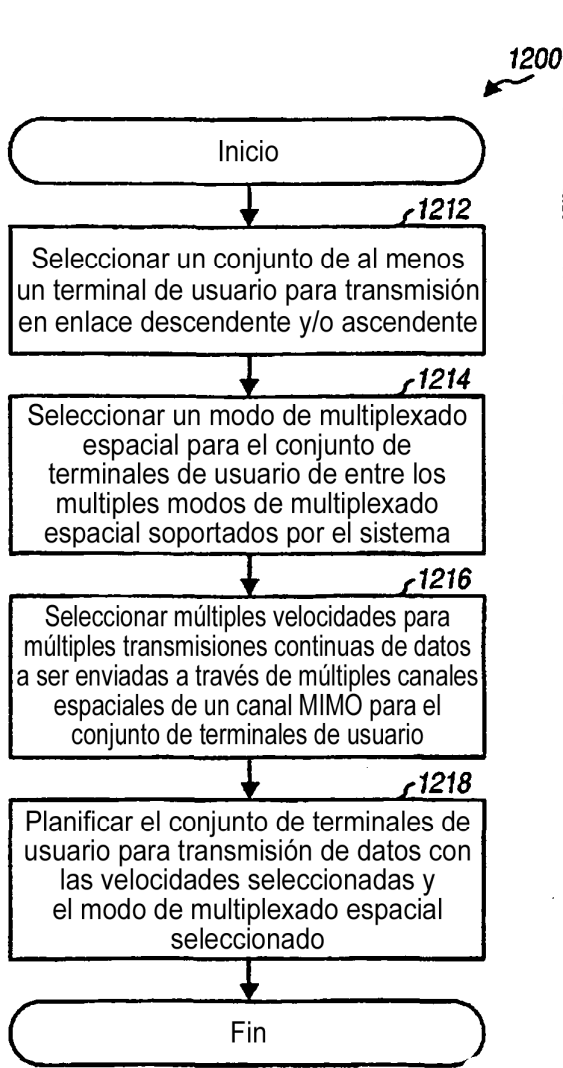 1200
Inicio
1212
Seleccionar un conjunto de al menos
un terminal de usuario para transmisión
en enlace descendente y/o ascendente
1214
Seleccionar un modo de multiplexado
espacial para el conjunto de
terminales de usuario de entre los
multiples modos de multiplexado
espacial soportados por el sistema
1216
Seleccionar múltiples velocidades para
múltiples transmisiones continuas de datos
a ser enviadas a través de múltiples canales
espaciales de un canal MIMO para el
conjunto de terminales de usuario
1218
Planificar el conjunto de terminales de
usuario para transmisión de datos con
las velocidades seleccionadas y
el modo de multiplexado espacial
seleccionado
Fin